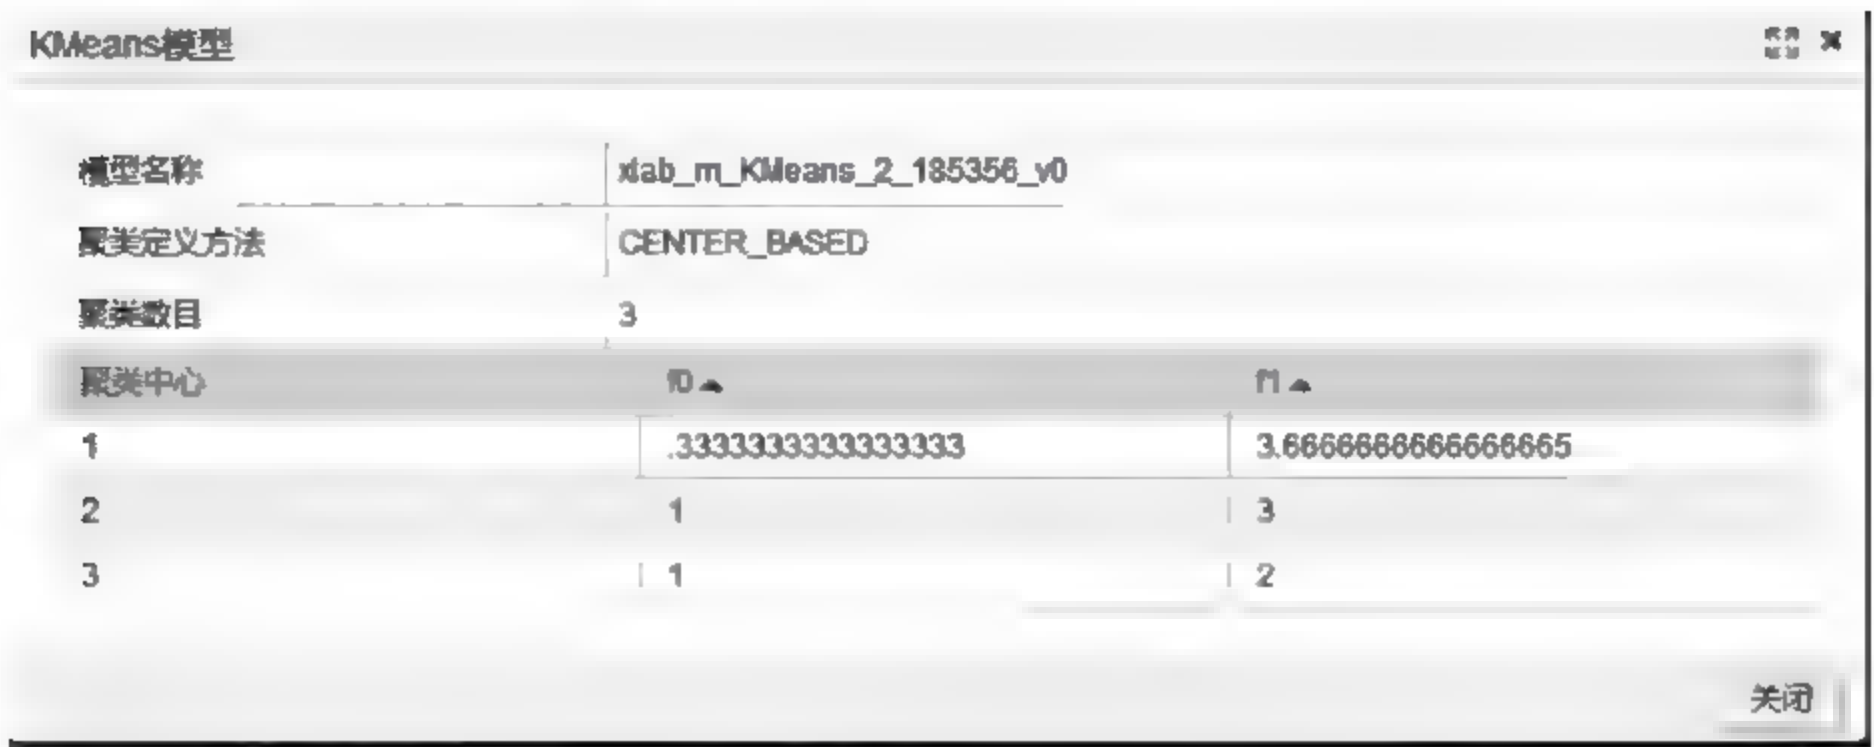 KMeans模型
模型名称 xlab_m_KMeans_2_185356_v0
聚类定义方法 CENTER_BASED
聚类数目 3
聚类中心 f0 f1
1 .3333333333333333 3.6666666666666665
2 1 3
3 1 2
关闭